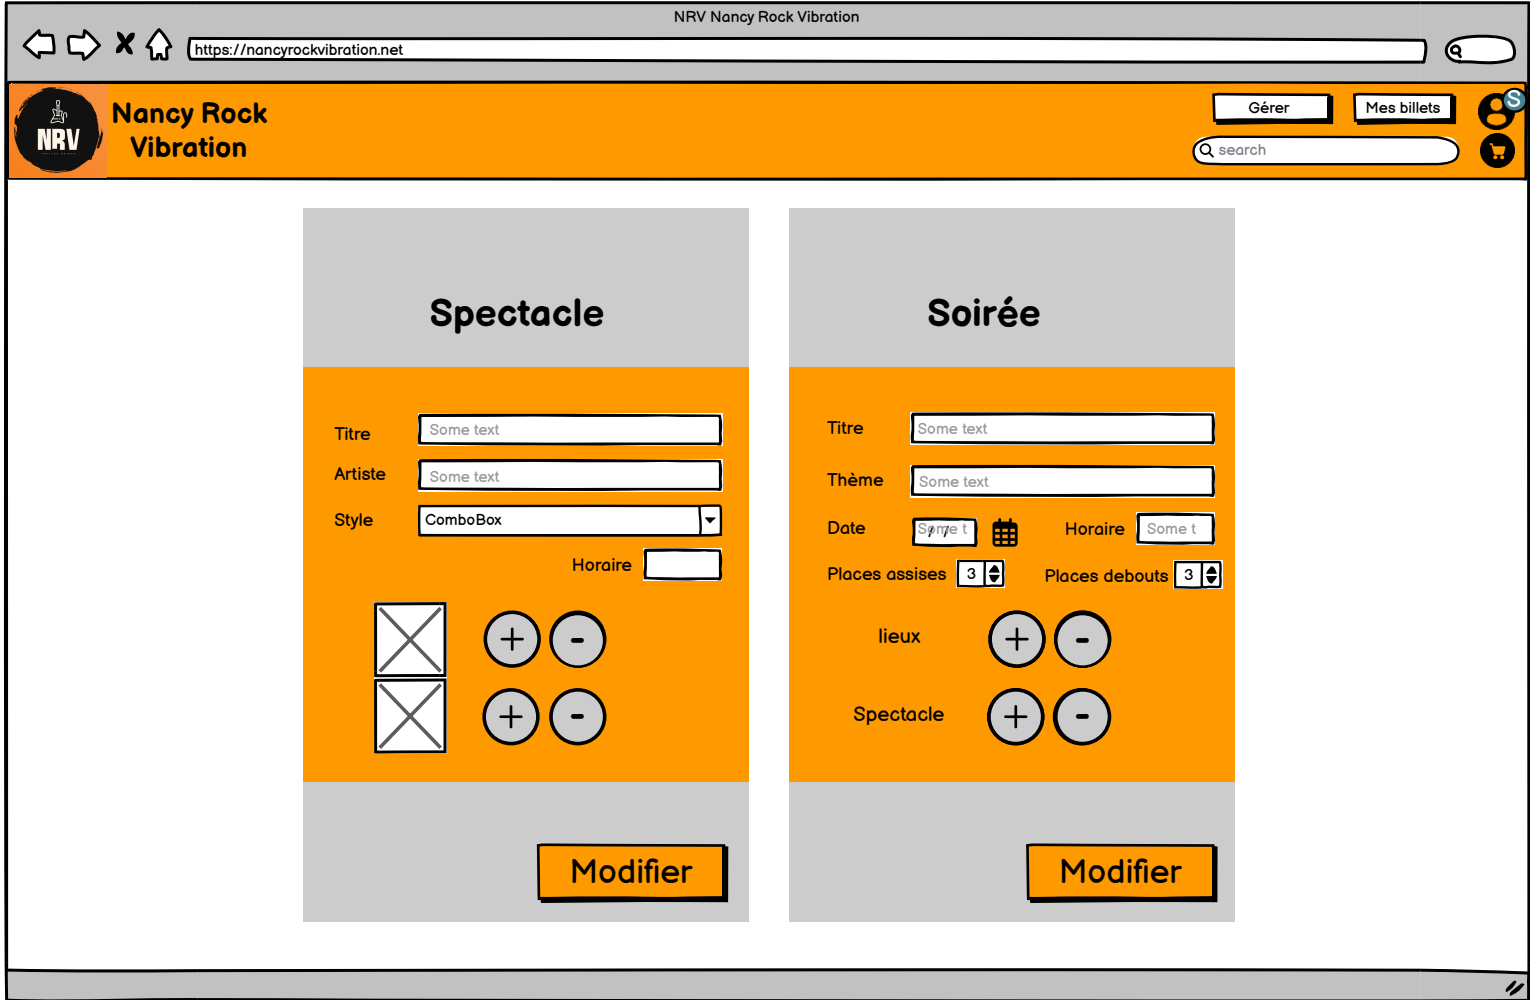 NRV Nancy Rock Vibration
https://nancyrockvibration.net
NRV
Nancy Rock
Vibration
Gérer
Mes billets
S
search
Spectacle
Titre Some text
Artiste Some text
Style ComboBox
Horaire
+ -
+ -
Modifier
Soirée
Titre Some text
Thème Some text
Date Some t / / Horaire Some t
Places assises 3 Places debouts 3
lieux + -
Spectacle + -
Modifier